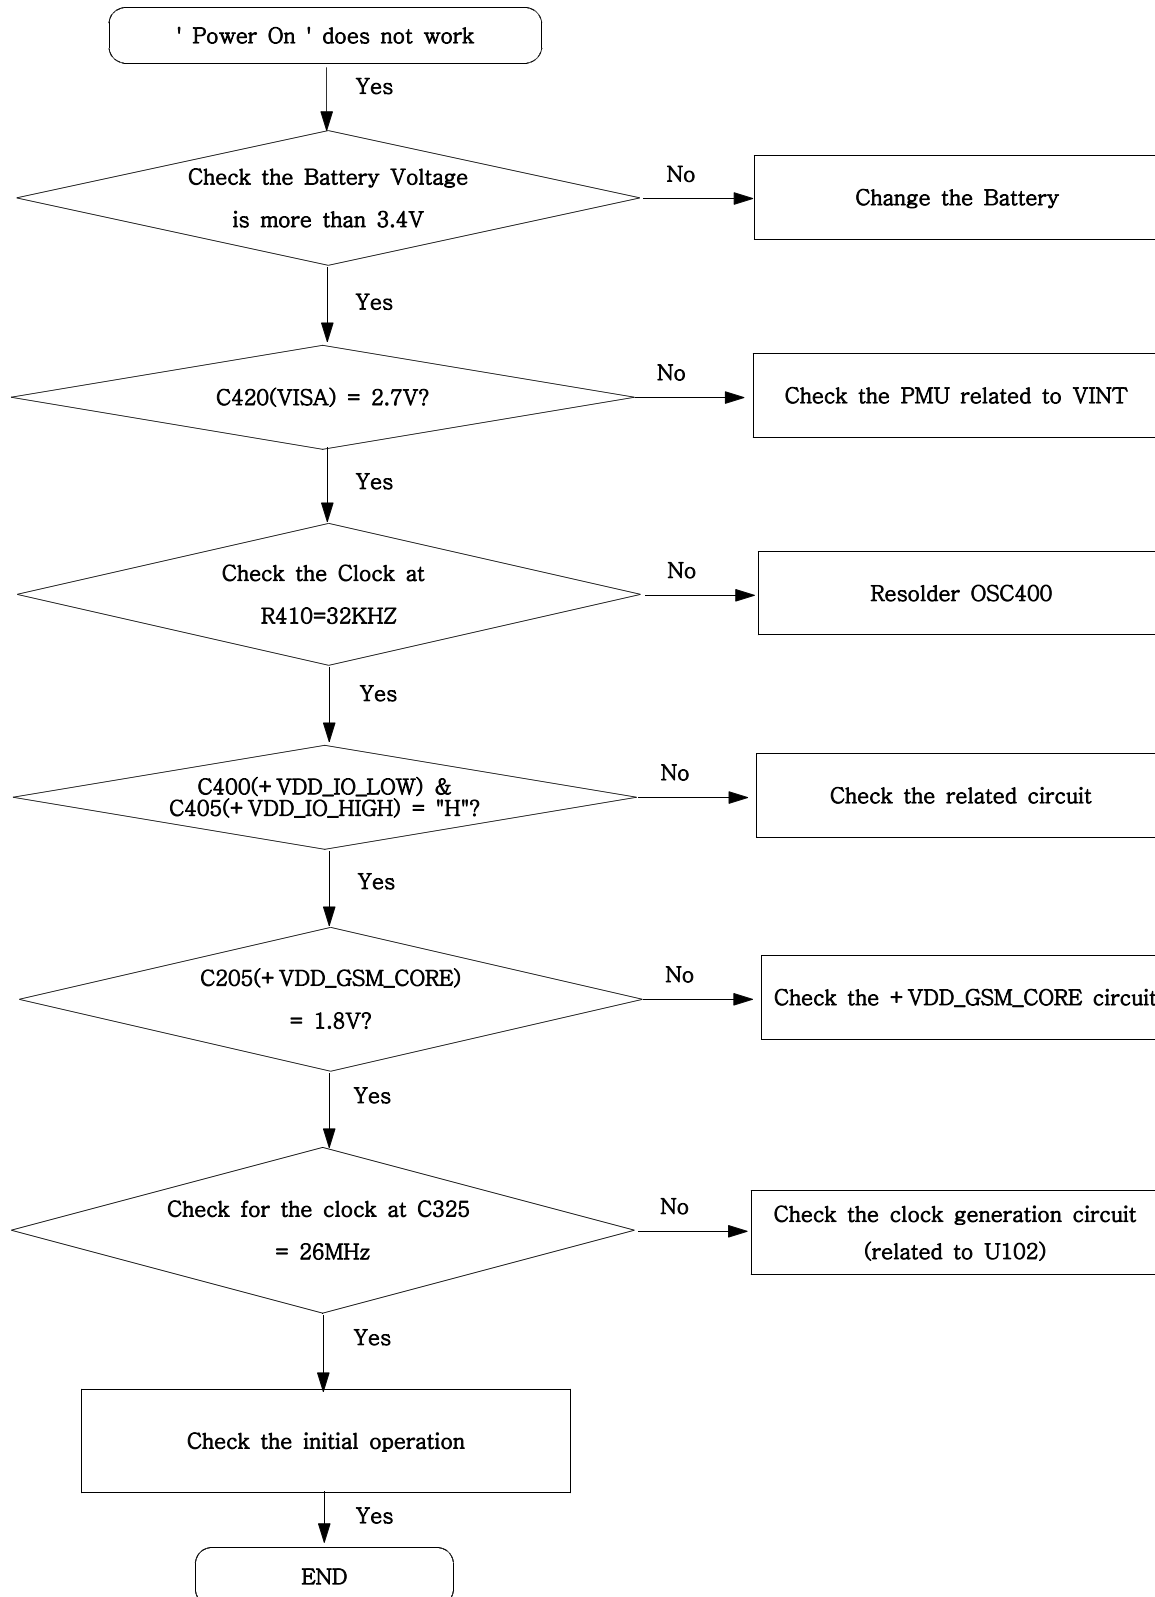 ' Power On ' does not work
Yes
Check the Battery Voltage
is more than 3.4V
No
Change the Battery
Yes
C420(VISA) = 2.7V?
No
Check the PMU related to VINT
Yes
Check the Clock at
R410=32KHZ
No
Resolder OSC400
Yes
C400(+VDD_IO_LOW) &
C405(+VDD_IO_HIGH) = "H"?
No
Check the related circuit
Yes
C205(+VDD_GSM_CORE)
= 1.8V?
No
Check the +VDD_GSM_CORE circuit
Yes
Check for the clock at C325
= 26MHz
No
Check the clock generation circuit
(related to U102)
Yes
Check the initial operation
Yes
END